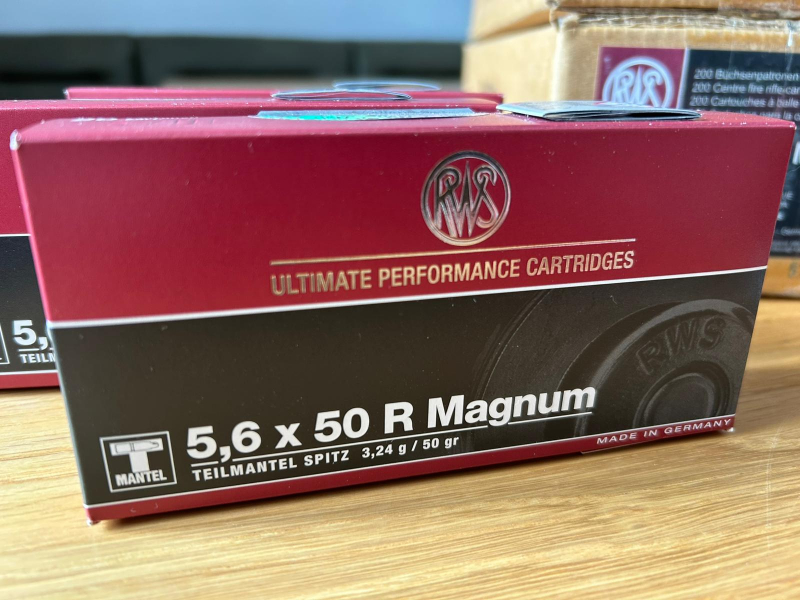 RWS
ULTIMATE PERFORMANCE CARTRIDGES
RWS
5,6 x 50 R Magnum
TEILMANTEL SPITZ 3,24 g / 50 gr
T
MANTEL
MADE IN GERMANY
5,
TEILM
RWS
200 Büchsenpatronen
200 Centre fire rifle-car
200 Cartouches à balle